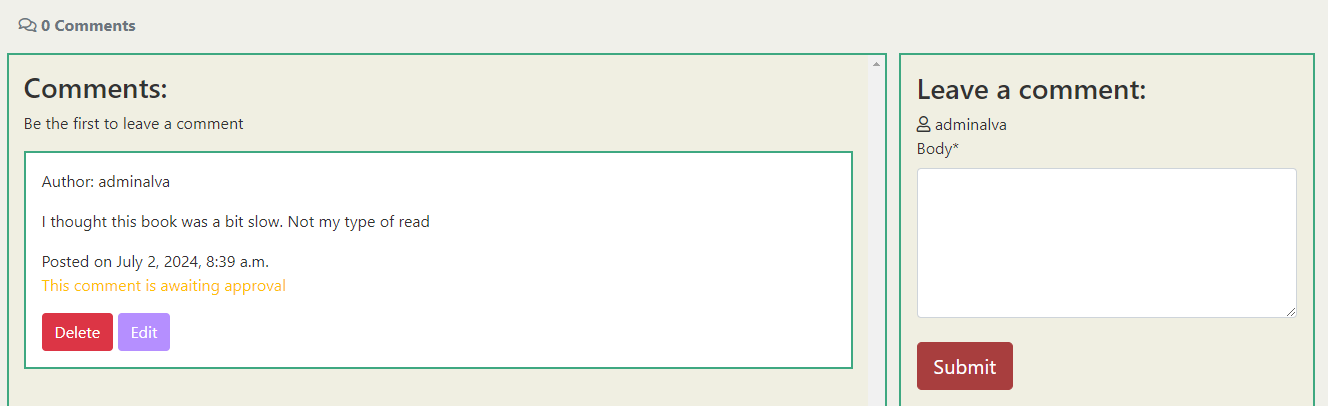 0 Comments
Comments:
Be the first to leave a comment
Author: adminalva
I thought this book was a bit slow. Not my type of read
Posted on July 2, 2024, 8:39 a.m.
This comment is awaiting approval
Delete Edit
Leave a comment:
adminalva
Body*
Submit